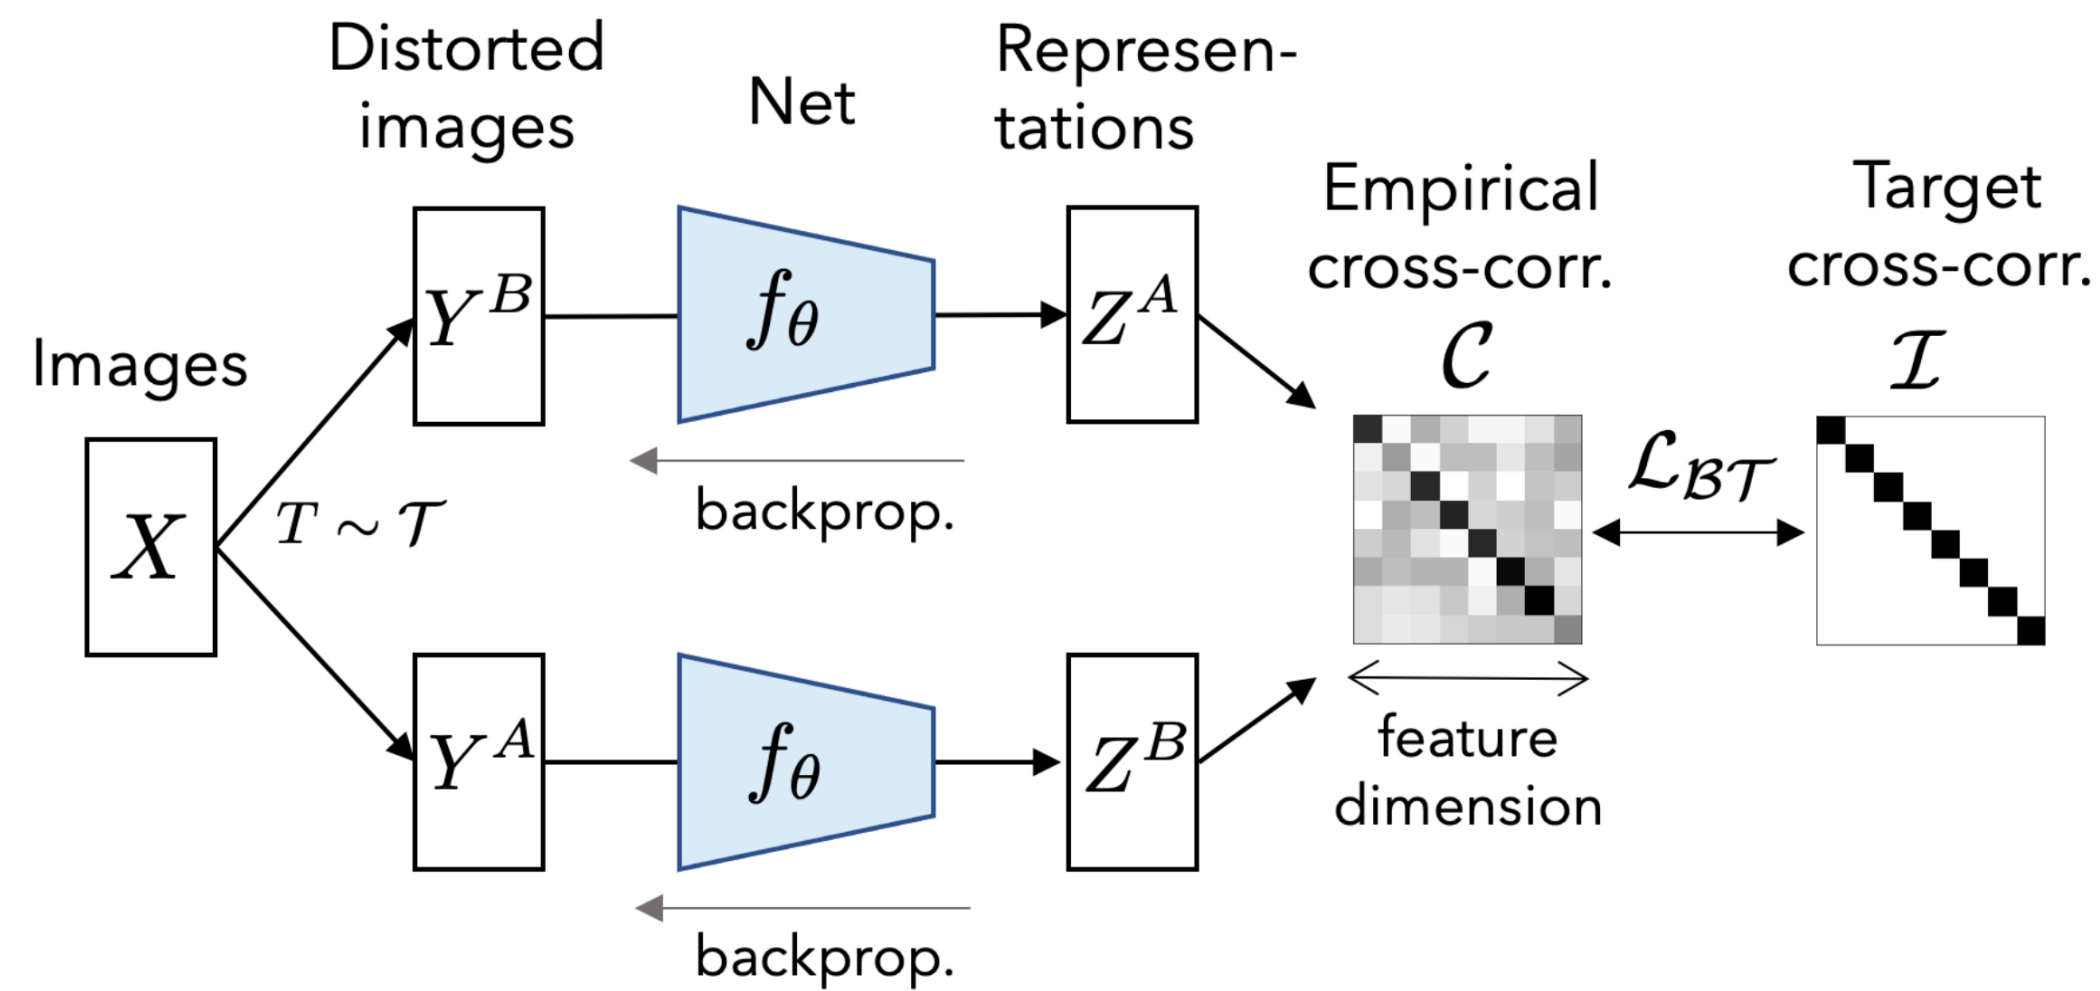 Distorted
images
Net
Represen-
tations
Empirical
cross-corr.
Target
cross-corr.
Images
X
T ~ 𝒯
Y^B
f_θ
Z^A
backprop.
𝒞
ℒ_ℬ𝒯
ℐ
Y^A
f_θ
Z^B
backprop.
feature
dimension